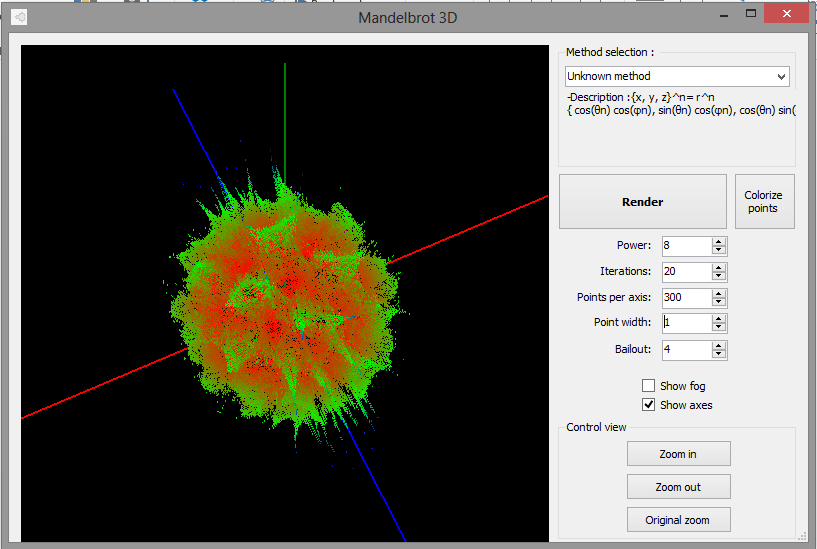 Mandelbrot 3D
Method selection :
Unknown method
-Description :{x, y, z}^n= r^n
{ cos(θn) cos(φn), sin(θn) cos(φn), cos(θn) sin(
Render
Colorize
points
Power: 8
Iterations: 20
Points per axis: 300
Point width: 1
Bailout: 4
Show fog
Show axes
Control view
Zoom in
Zoom out
Original zoom